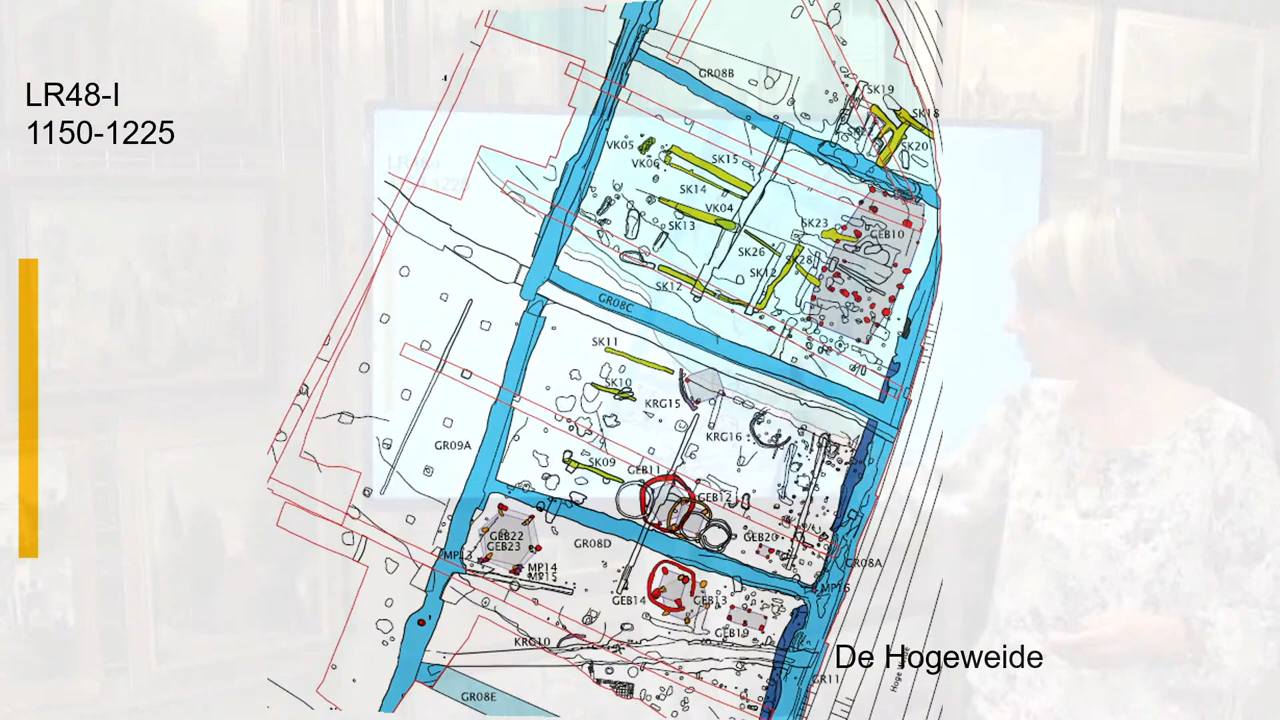 LR48-I
1150-1225
GR08B
SK19
SK18
SK20
VK05
VK06
SK15
SK14
VK04
SK13
SK23
GEB10
SK26
SK28
SK12
SK12
GR08C
SK11
SK10
KRG15
KRG16
GR09A
SK09
GEB11
GEB12
GEB22
GEB23
GR08D
GEB20
MP13
MP14
MP15
GR08A
MP16
GEB14
GEB13
GEB19
KRG10
De Hogeweide
GR11
GR08E